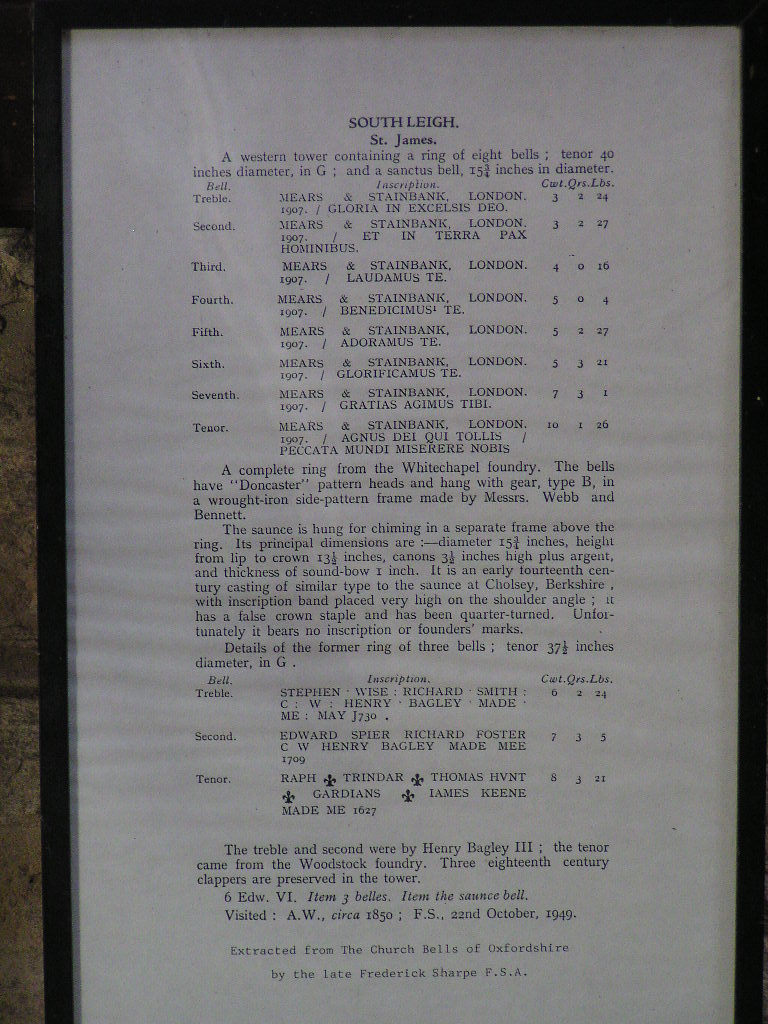 SOUTH LEIGH.
St. James.
A western tower containing a ring of eight bells ; tenor 40
inches diameter, in G ; and a sanctus bell, 15¾ inches in diameter.
Bell. Inscription. Cwt.Qrs.Lbs.
Treble. MEARS & STAINBANK, LONDON. 3 2 24
1907. / GLORIA IN EXCELSIS DEO.
Second. MEARS & STAINBANK, LONDON. 3 2 27
1907. / ET IN TERRA PAX
HOMINIBUS.
Third. MEARS & STAINBANK, LONDON. 4 0 16
1907. / LAUDAMUS TE.
Fourth. MEARS & STAINBANK, LONDON. 5 0 4
1907. / BENEDICIMUS¹ TE.
Fifth. MEARS & STAINBANK, LONDON. 5 2 27
1907. / ADORAMUS TE.
Sixth. MEARS & STAINBANK, LONDON. 5 3 21
1907. / GLORIFICAMUS TE.
Seventh. MEARS & STAINBANK, LONDON. 7 3 1
1907. / GRATIAS AGIMUS TIBI.
Tenor. MEARS & STAINBANK, LONDON. 10 1 26
1907. / AGNUS DEI QUI TOLLIS /
PECCATA MUNDI MISERERE NOBIS
A complete ring from the Whitechapel foundry. The bells
have "Doncaster" pattern heads and hang with gear, type B, in
a wrought-iron side-pattern frame made by Messrs. Webb and
Bennett.
The saunce is hung for chiming in a separate frame above the
ring. Its principal dimensions are :—diameter 15¾ inches, height
from lip to crown 13½ inches, canons 3½ inches high plus argent,
and thickness of sound-bow 1 inch. It is an early fourteenth cen-
tury casting of similar type to the saunce at Cholsey, Berkshire ,
with inscription band placed very high on the shoulder angle ; it
has a false crown staple and has been quarter-turned. Unfor-
tunately it bears no inscription or founders' marks.
Details of the former ring of three bells ; tenor 37½ inches
diameter, in G .
Bell. Inscription. Cwt.Qrs.Lbs.
Treble. STEPHEN · WISE : RICHARD · SMITH : 6 2 24
C : W : HENRY · BAGLEY · MADE ·
ME : MAY J730 .
Second. EDWARD SPIER RICHARD FOSTER 7 3 5
C W HENRY BAGLEY MADE MEE
1709
Tenor. RAPH ⚜ TRINDAR ⚜ THOMAS HVNT 8 3 21
⚜ GARDIANS ⚜ IAMES KEENE
MADE ME 1627
The treble and second were by Henry Bagley III ; the tenor
came from the Woodstock foundry. Three eighteenth century
clappers are preserved in the tower.
6 Edw. VI. Item 3 belles. Item the saunce bell.
Visited : A.W., circa 1850 ; F.S., 22nd October, 1949.
Extracted from The Church Bells of Oxfordshire
by the late Frederick Sharpe F.S.A.